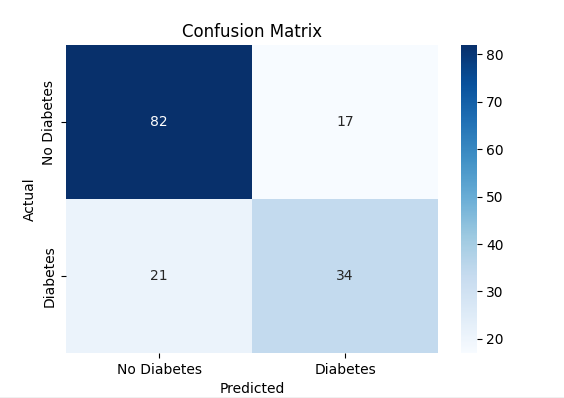 Confusion Matrix
Actual
No Diabetes
82
17
Diabetes
21
34
No Diabetes
Diabetes
Predicted
80
70
60
50
40
30
20